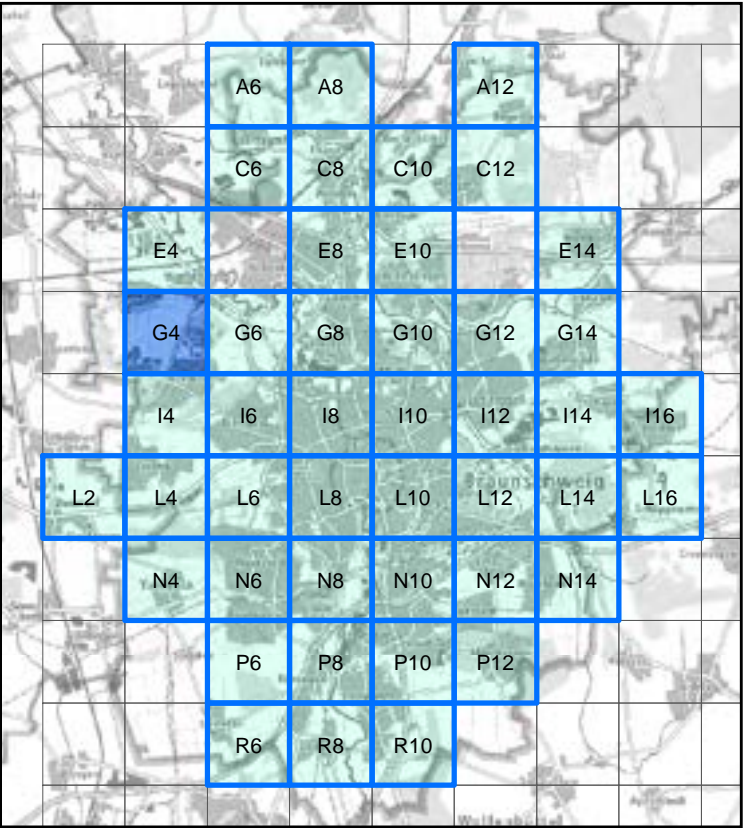 A6 A8 A12
C6 C8 C10 C12
E4 E8 E10 E14
G4 G6 G8 G10 G12 G14
I4 I6 I8 I10 I12 I14 I16
Braunschweig
L2 L4 L6 L8 L10 L12 L14 L16
N4 N6 N8 N10 N12 N14
P6 P8 P10 P12
R6 R8 R10
Wolfenbüttel